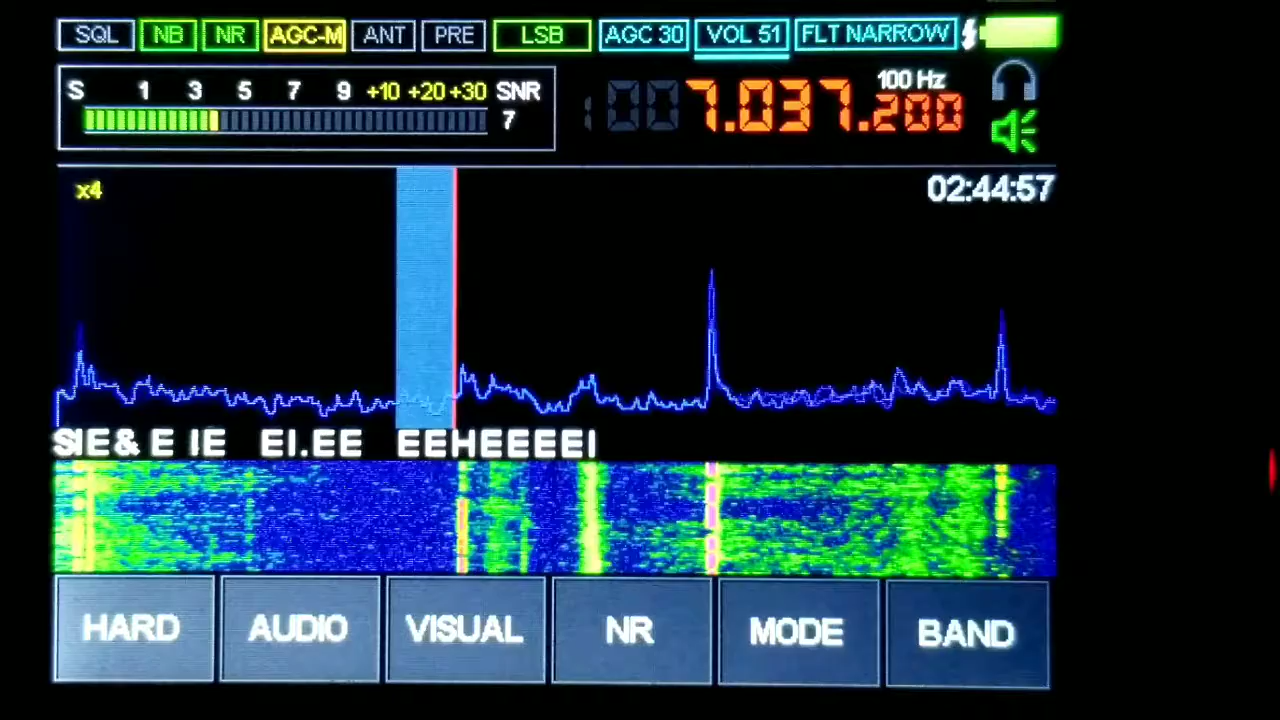 SQL NB NR AGC-M ANT PRE LSB AGC 30 VOL 51 FLT NARROW
S 1 3 5 7 9 +10 +20 +30 SNR
7
100 Hz
7.037.200
x4
02:44:57
SIE& E IE EI.EE EEHEEEEI
HARD AUDIO VISUAL NR MODE BAND